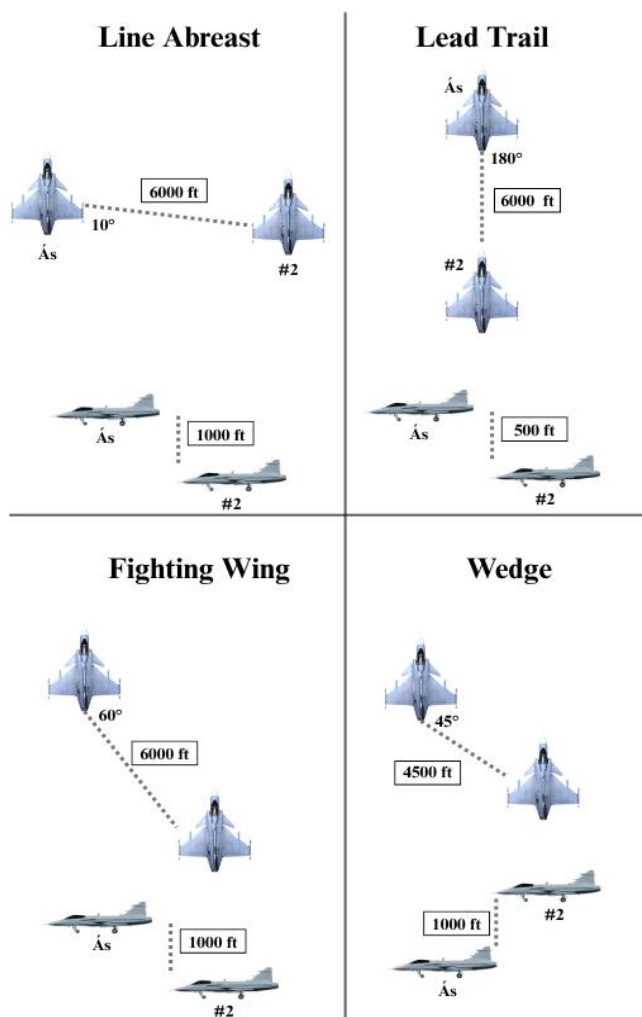 Line Abreast
6000 ft
10°
Ás
#2
Ás
1000 ft
#2
Lead Trail
Ás
180°
6000 ft
#2
Ás
500 ft
#2
Fighting Wing
60°
6000 ft
Ás
1000 ft
#2
Wedge
45°
4500 ft
#2
1000 ft
Ás